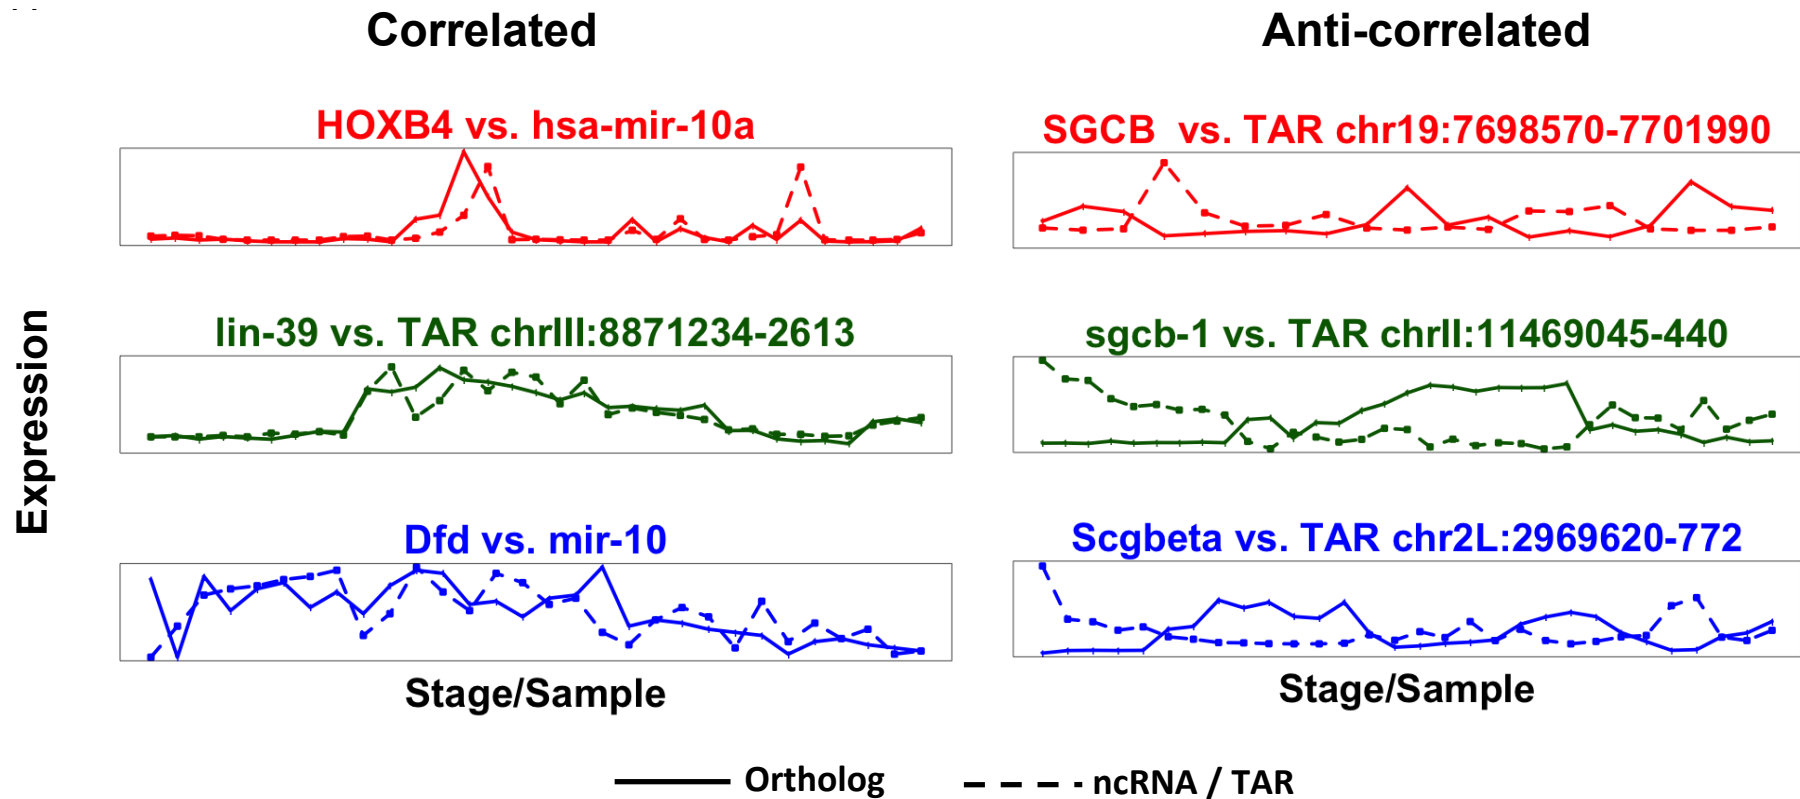 Correlated
Anti-correlated
HOXB4 vs. hsa-mir-10a
SGCB vs. TAR chr19:7698570-7701990
lin-39 vs. TAR chrIII:8871234-2613
sgcb-1 vs. TAR chrII:11469045-440
Expression
Dfd vs. mir-10
Scgbeta vs. TAR chr2L:2969620-772
Stage/Sample
Stage/Sample
Ortholog
ncRNA / TAR